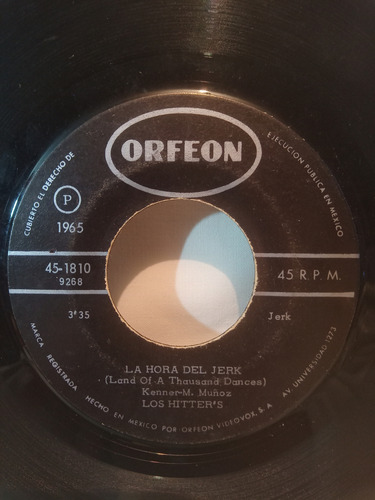 ORFEON
CUBIERTO EL DERECHO DE
EJECUCION PUBLICA EN MEXICO
P
1965
45-1810
9268
45 R.P.M.
3'35
Jerk
LA HORA DEL JERK
(Land Of A Thousand Dances)
Kenner-M. Muñoz
LOS HITTER'S
MARCA REGISTRADA HECHO EN MEXICO POR ORFEON VIDEOVOX, S.A. AV. UNIVERSIDAD 1273